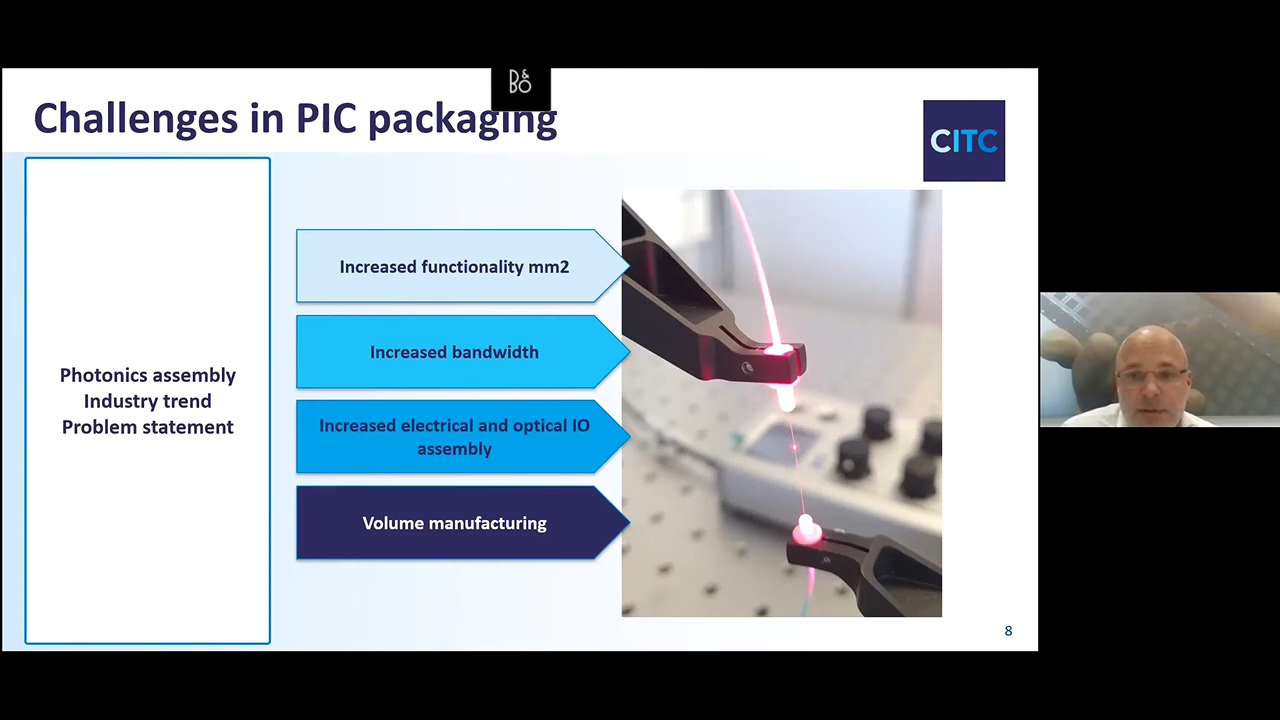 B&O
Challenges in PIC packaging
CITC
Photonics assembly
Industry trend
Problem statement
Increased functionality mm2
Increased bandwidth
Increased electrical and optical IO
assembly
Volume manufacturing
8